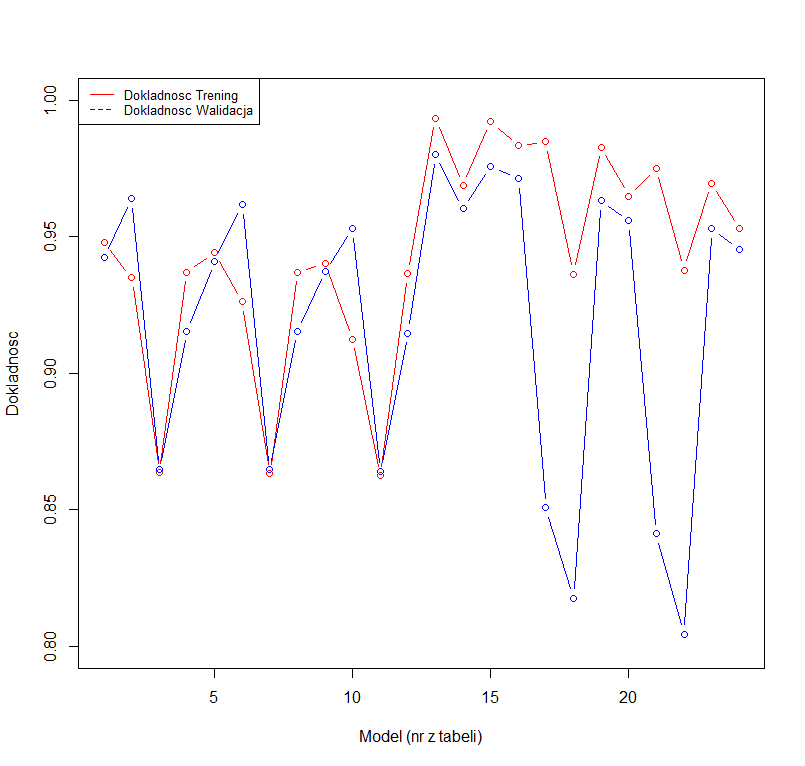 Dokladnosc Trening
Dokladnosc Walidacja
1.00
0.95
0.90
0.85
0.80
Dokladnosc
5 10 15 20
Model (nr z tabeli)